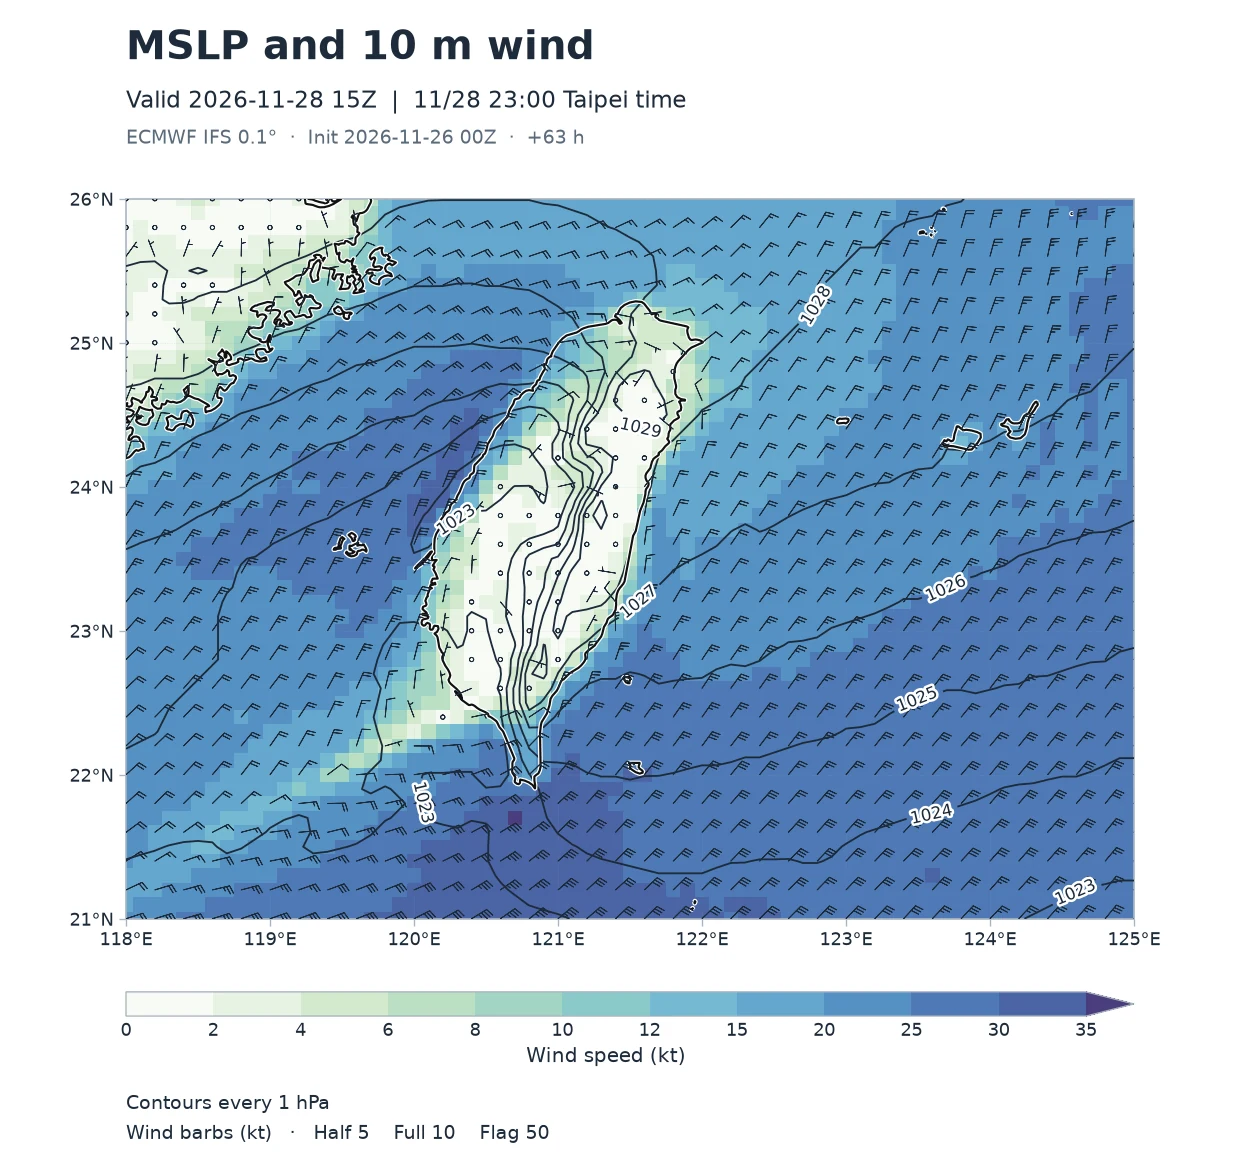 MSLP and 10 m wind
Valid 2026-11-28 15Z | 11/28 23:00 Taipei time
ECMWF IFS 0.1° · Init 2026-11-26 00Z · +63 h
26°N
25°N
24°N
23°N
22°N
21°N
1028
1029
1023
1027
1026
1025
1024
1023
1023
118°E 119°E 120°E 121°E 122°E 123°E 124°E 125°E
0 2 4 6 8 10 12 15 20 25 30 35
Wind speed (kt)
Contours every 1 hPa
Wind barbs (kt) · Half 5 Full 10 Flag 50